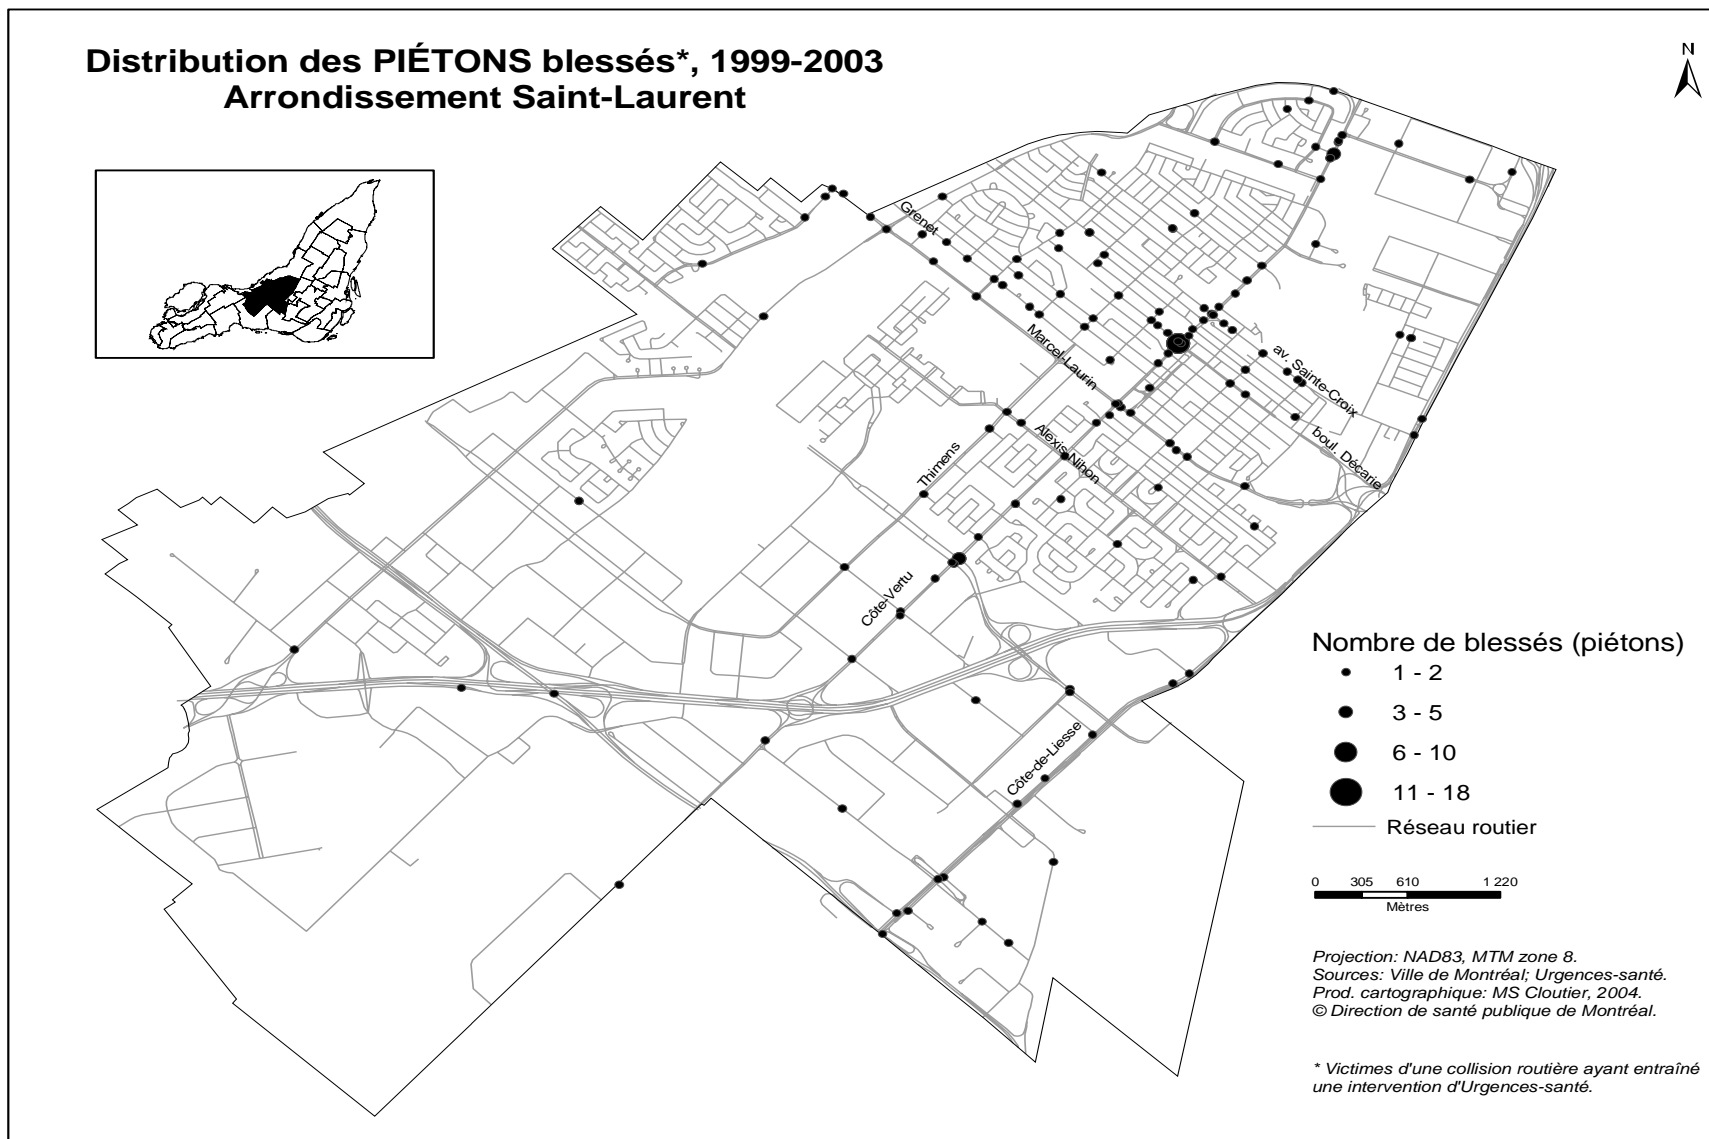 Distribution des PIÉTONS blessés*, 1999-2003
Arrondissement Saint-Laurent
N
Grenet
Marcel-Laurin
av. Sainte-Croix
boul. Décarie
Alexis-Nihon
Thimens
Côte-Vertu
Côte-de-Liesse
Nombre de blessés (piétons)
1 - 2
3 - 5
6 - 10
11 - 18
Réseau routier
0 305 610 1 220
Mètres
Projection: NAD83, MTM zone 8.
Sources: Ville de Montréal; Urgences-santé.
Prod. cartographique: MS Cloutier, 2004.
© Direction de santé publique de Montréal.
* Victimes d'une collision routière ayant entraîné
une intervention d'Urgences-santé.